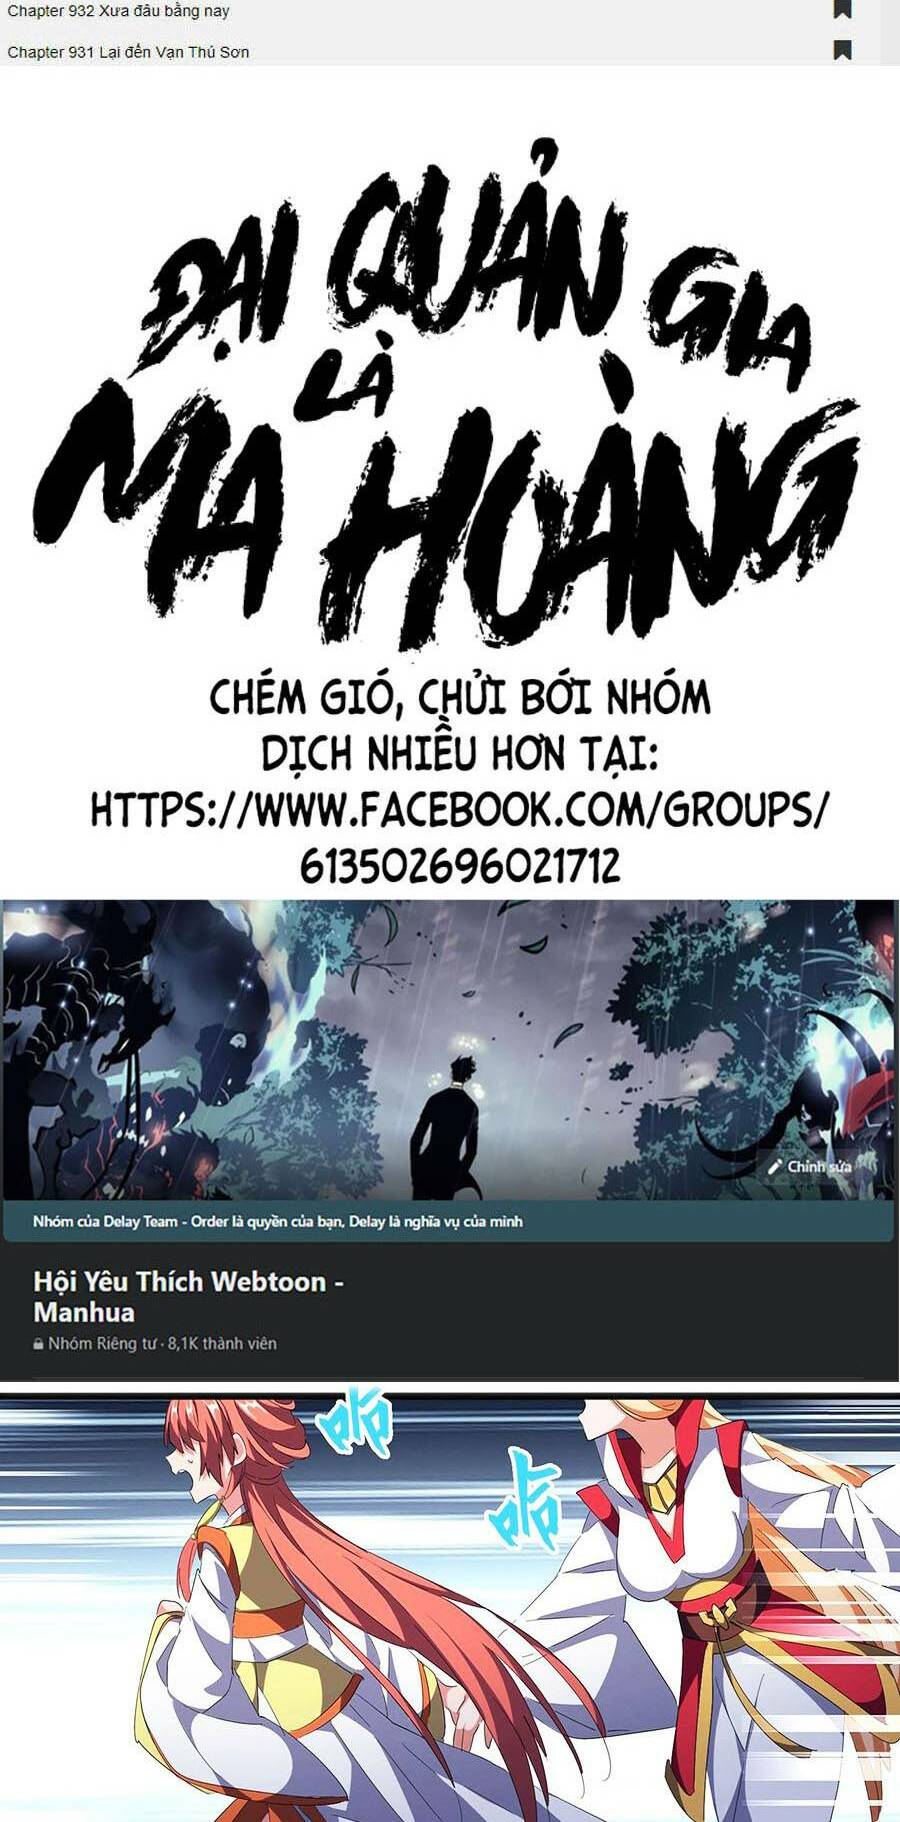 Chapter 932 Xưa đâu bằng nay
Chapter 931 Lại đến Vạn Thú Sơn
ĐẠI QUẢN GIA
LÀ
MA HOÀNG
CHÉM GIÓ, CHỬI BỚI NHÓM
DỊCH NHIỀU HƠN TẠI:
HTTPS://WWW.FACEBOOK.COM/GROUPS/
613502696021712
Chỉnh sửa
Nhóm của Delay Team - Order là quyền của bạn, Delay là nghĩa vụ của mình
Hội Yêu Thích Webtoon -
Manhua
Nhóm Riêng tư · 8,1K thành viên
哈
哈